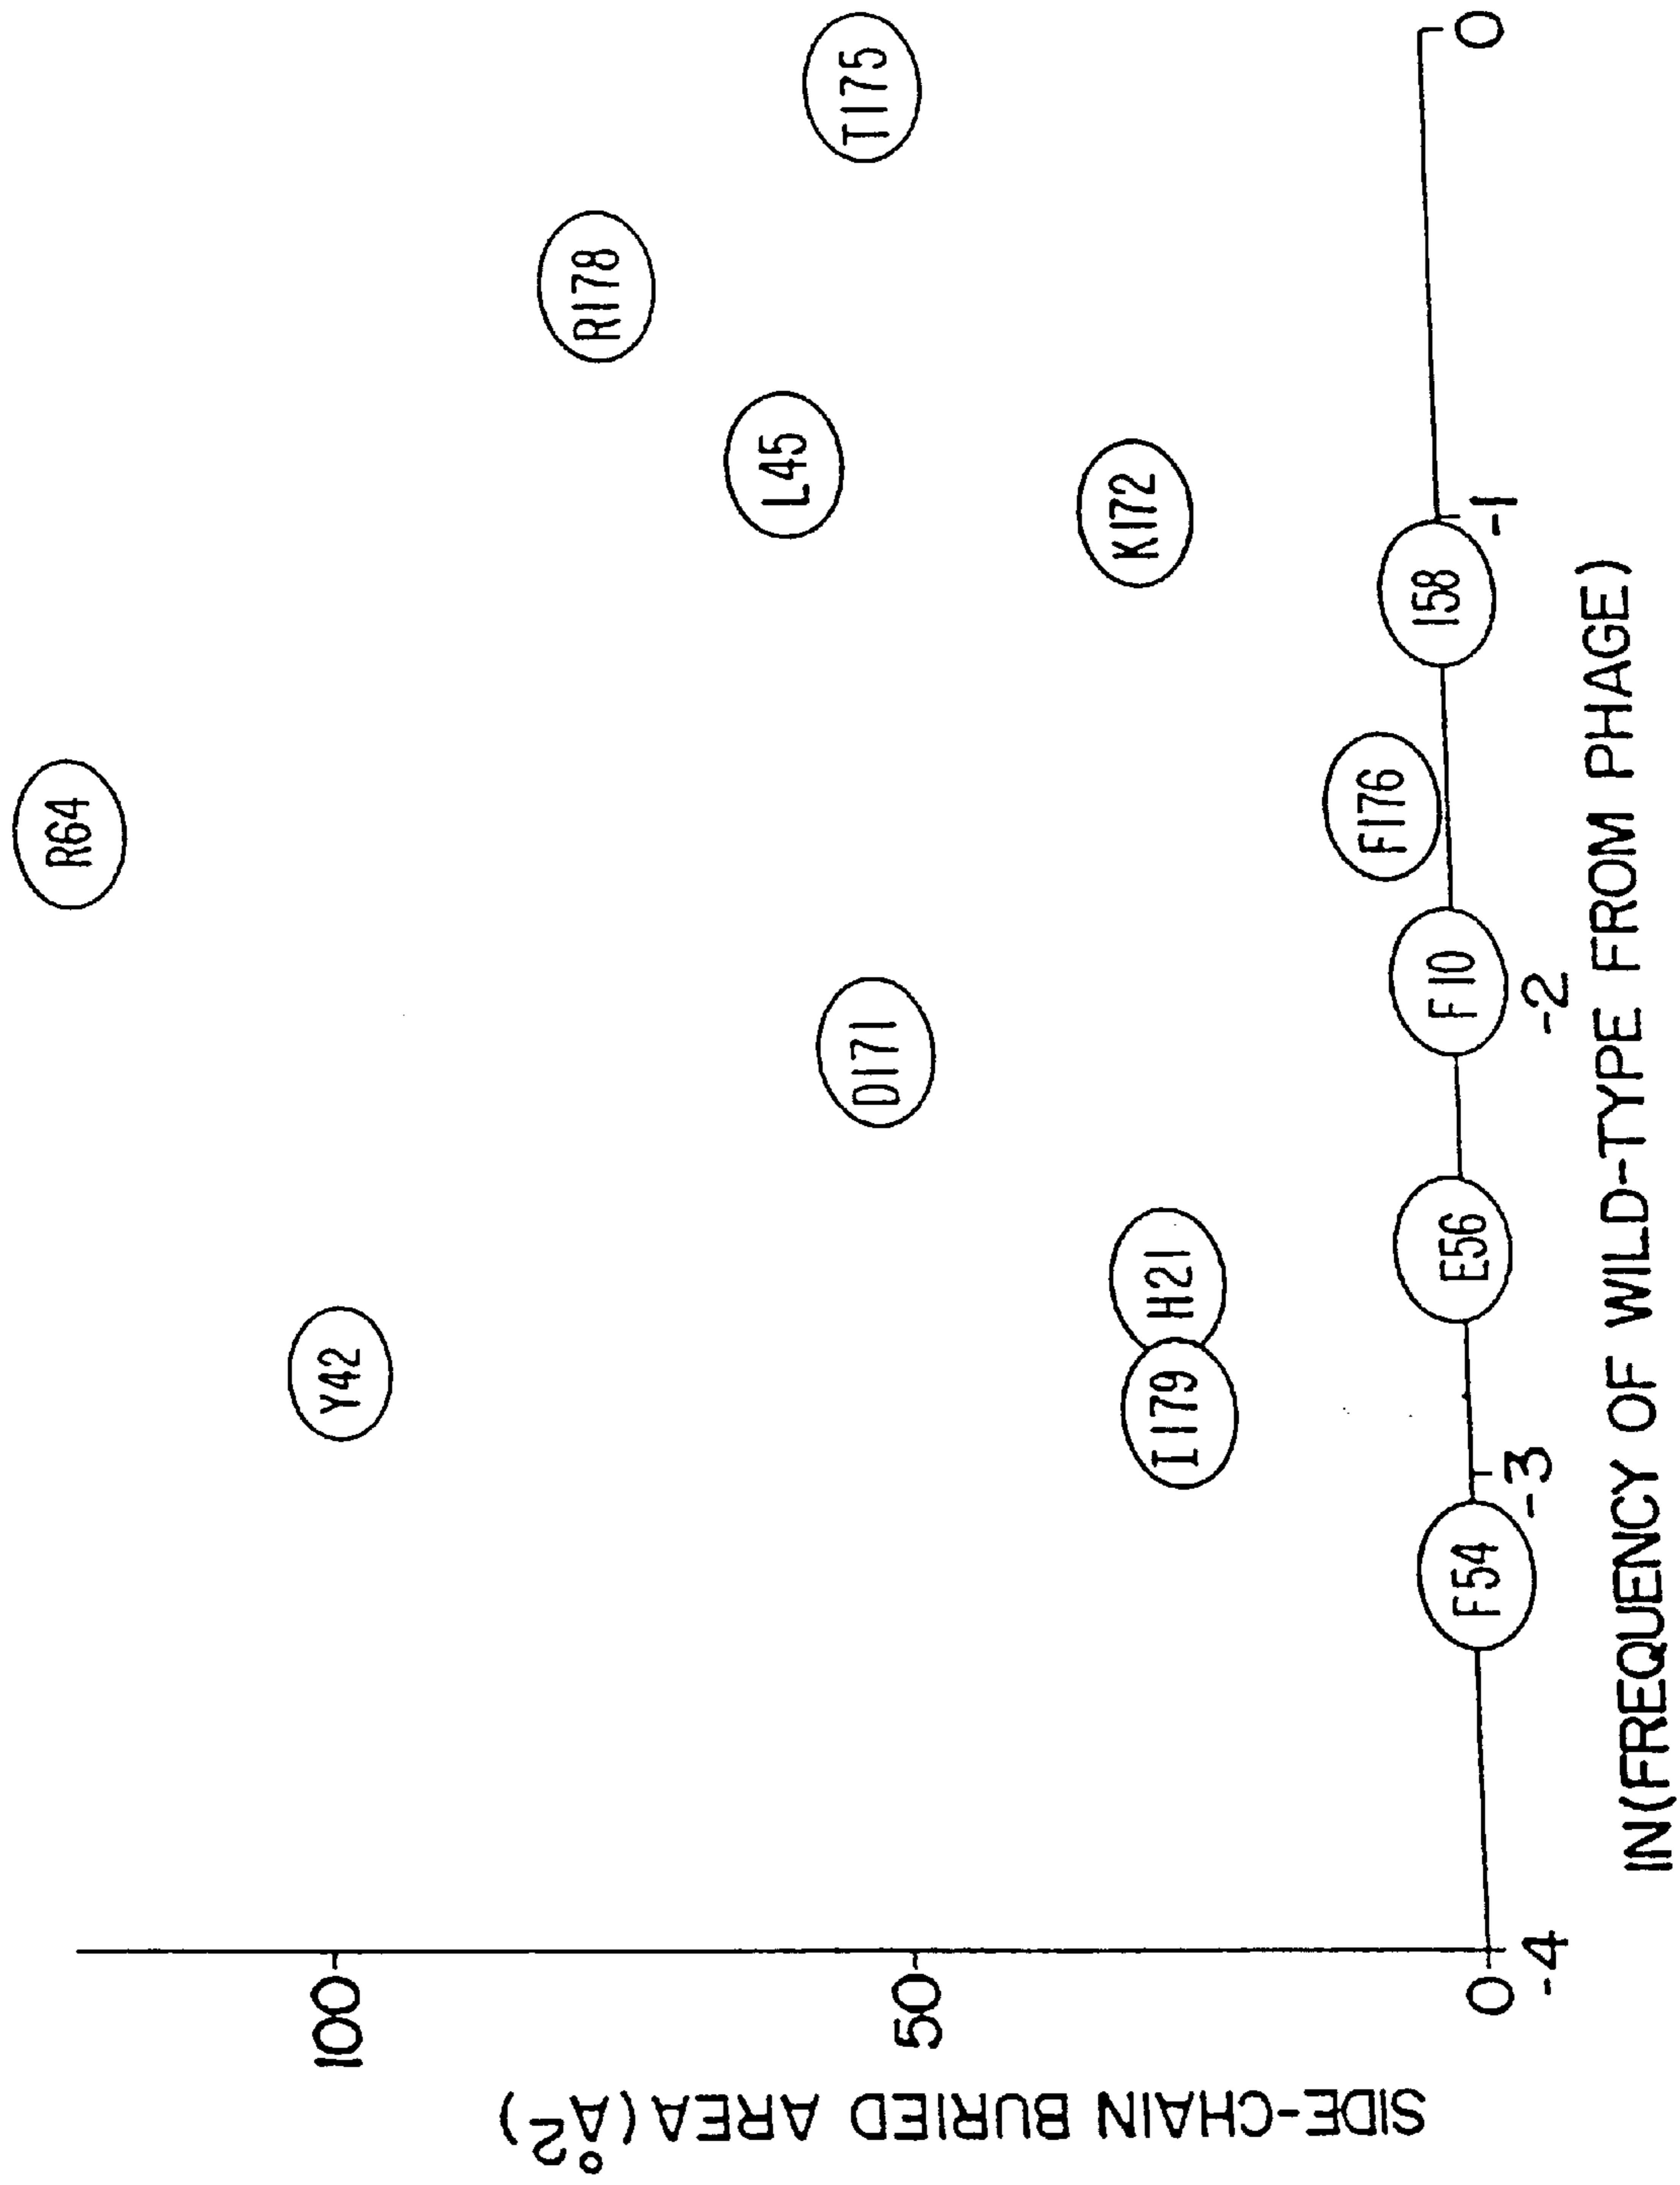 SIDE-CHAIN BURIED AREA (Å2)
100
50
0
R64
Y42
R178
L45
T175
D171
K172
H21
I179
F176
I58
F10
E56
F54
-4
-3
-2
-1
0
IN(FREQUENCY OF WILD-TYPE FROM PHAGE)